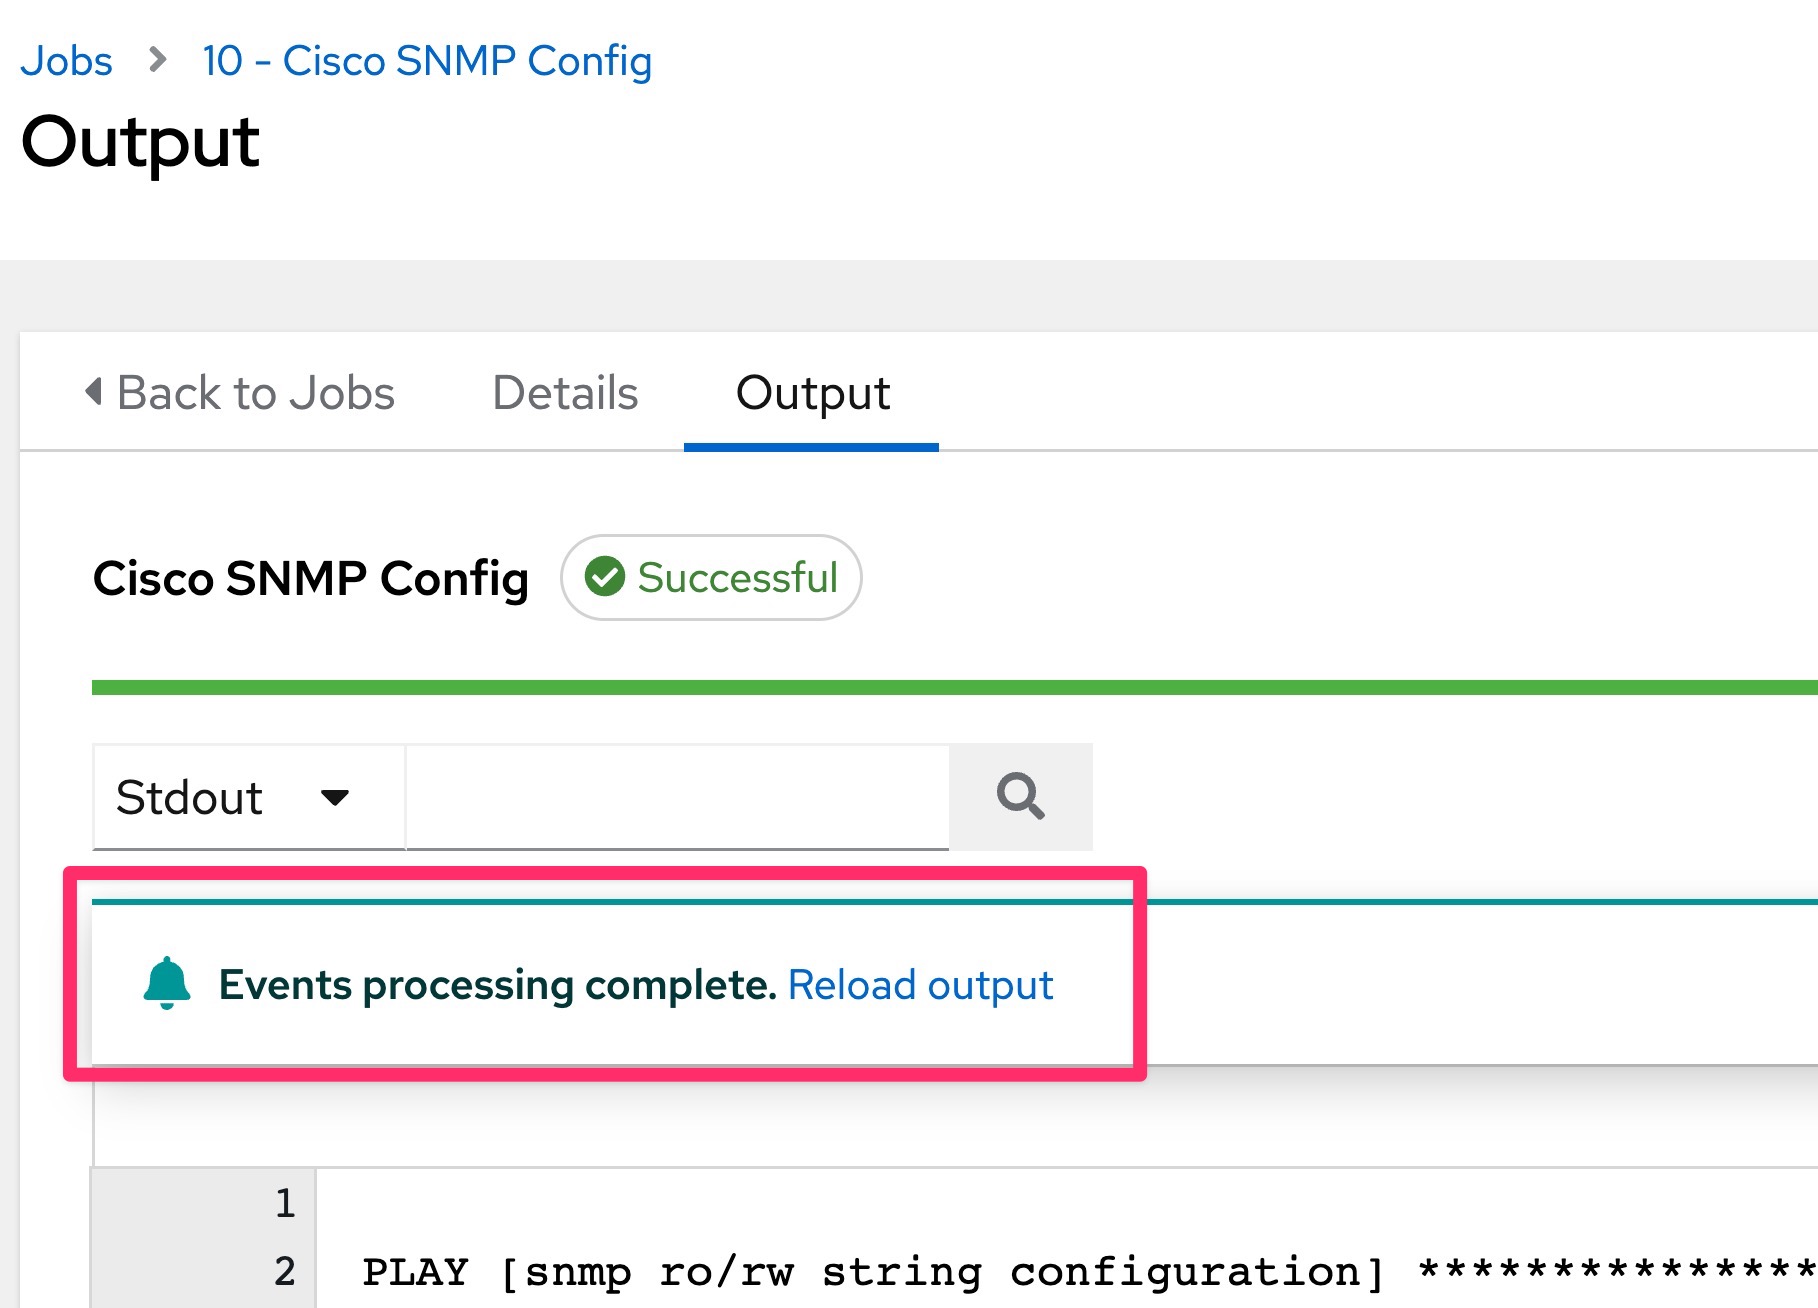 Jobs > 10 - Cisco SNMP Config
Output
Back to Jobs Details Output
Cisco SNMP Config Successful
Stdout
Events processing complete. Reload output
1
2 PLAY [snmp ro/rw string configuration] ***************